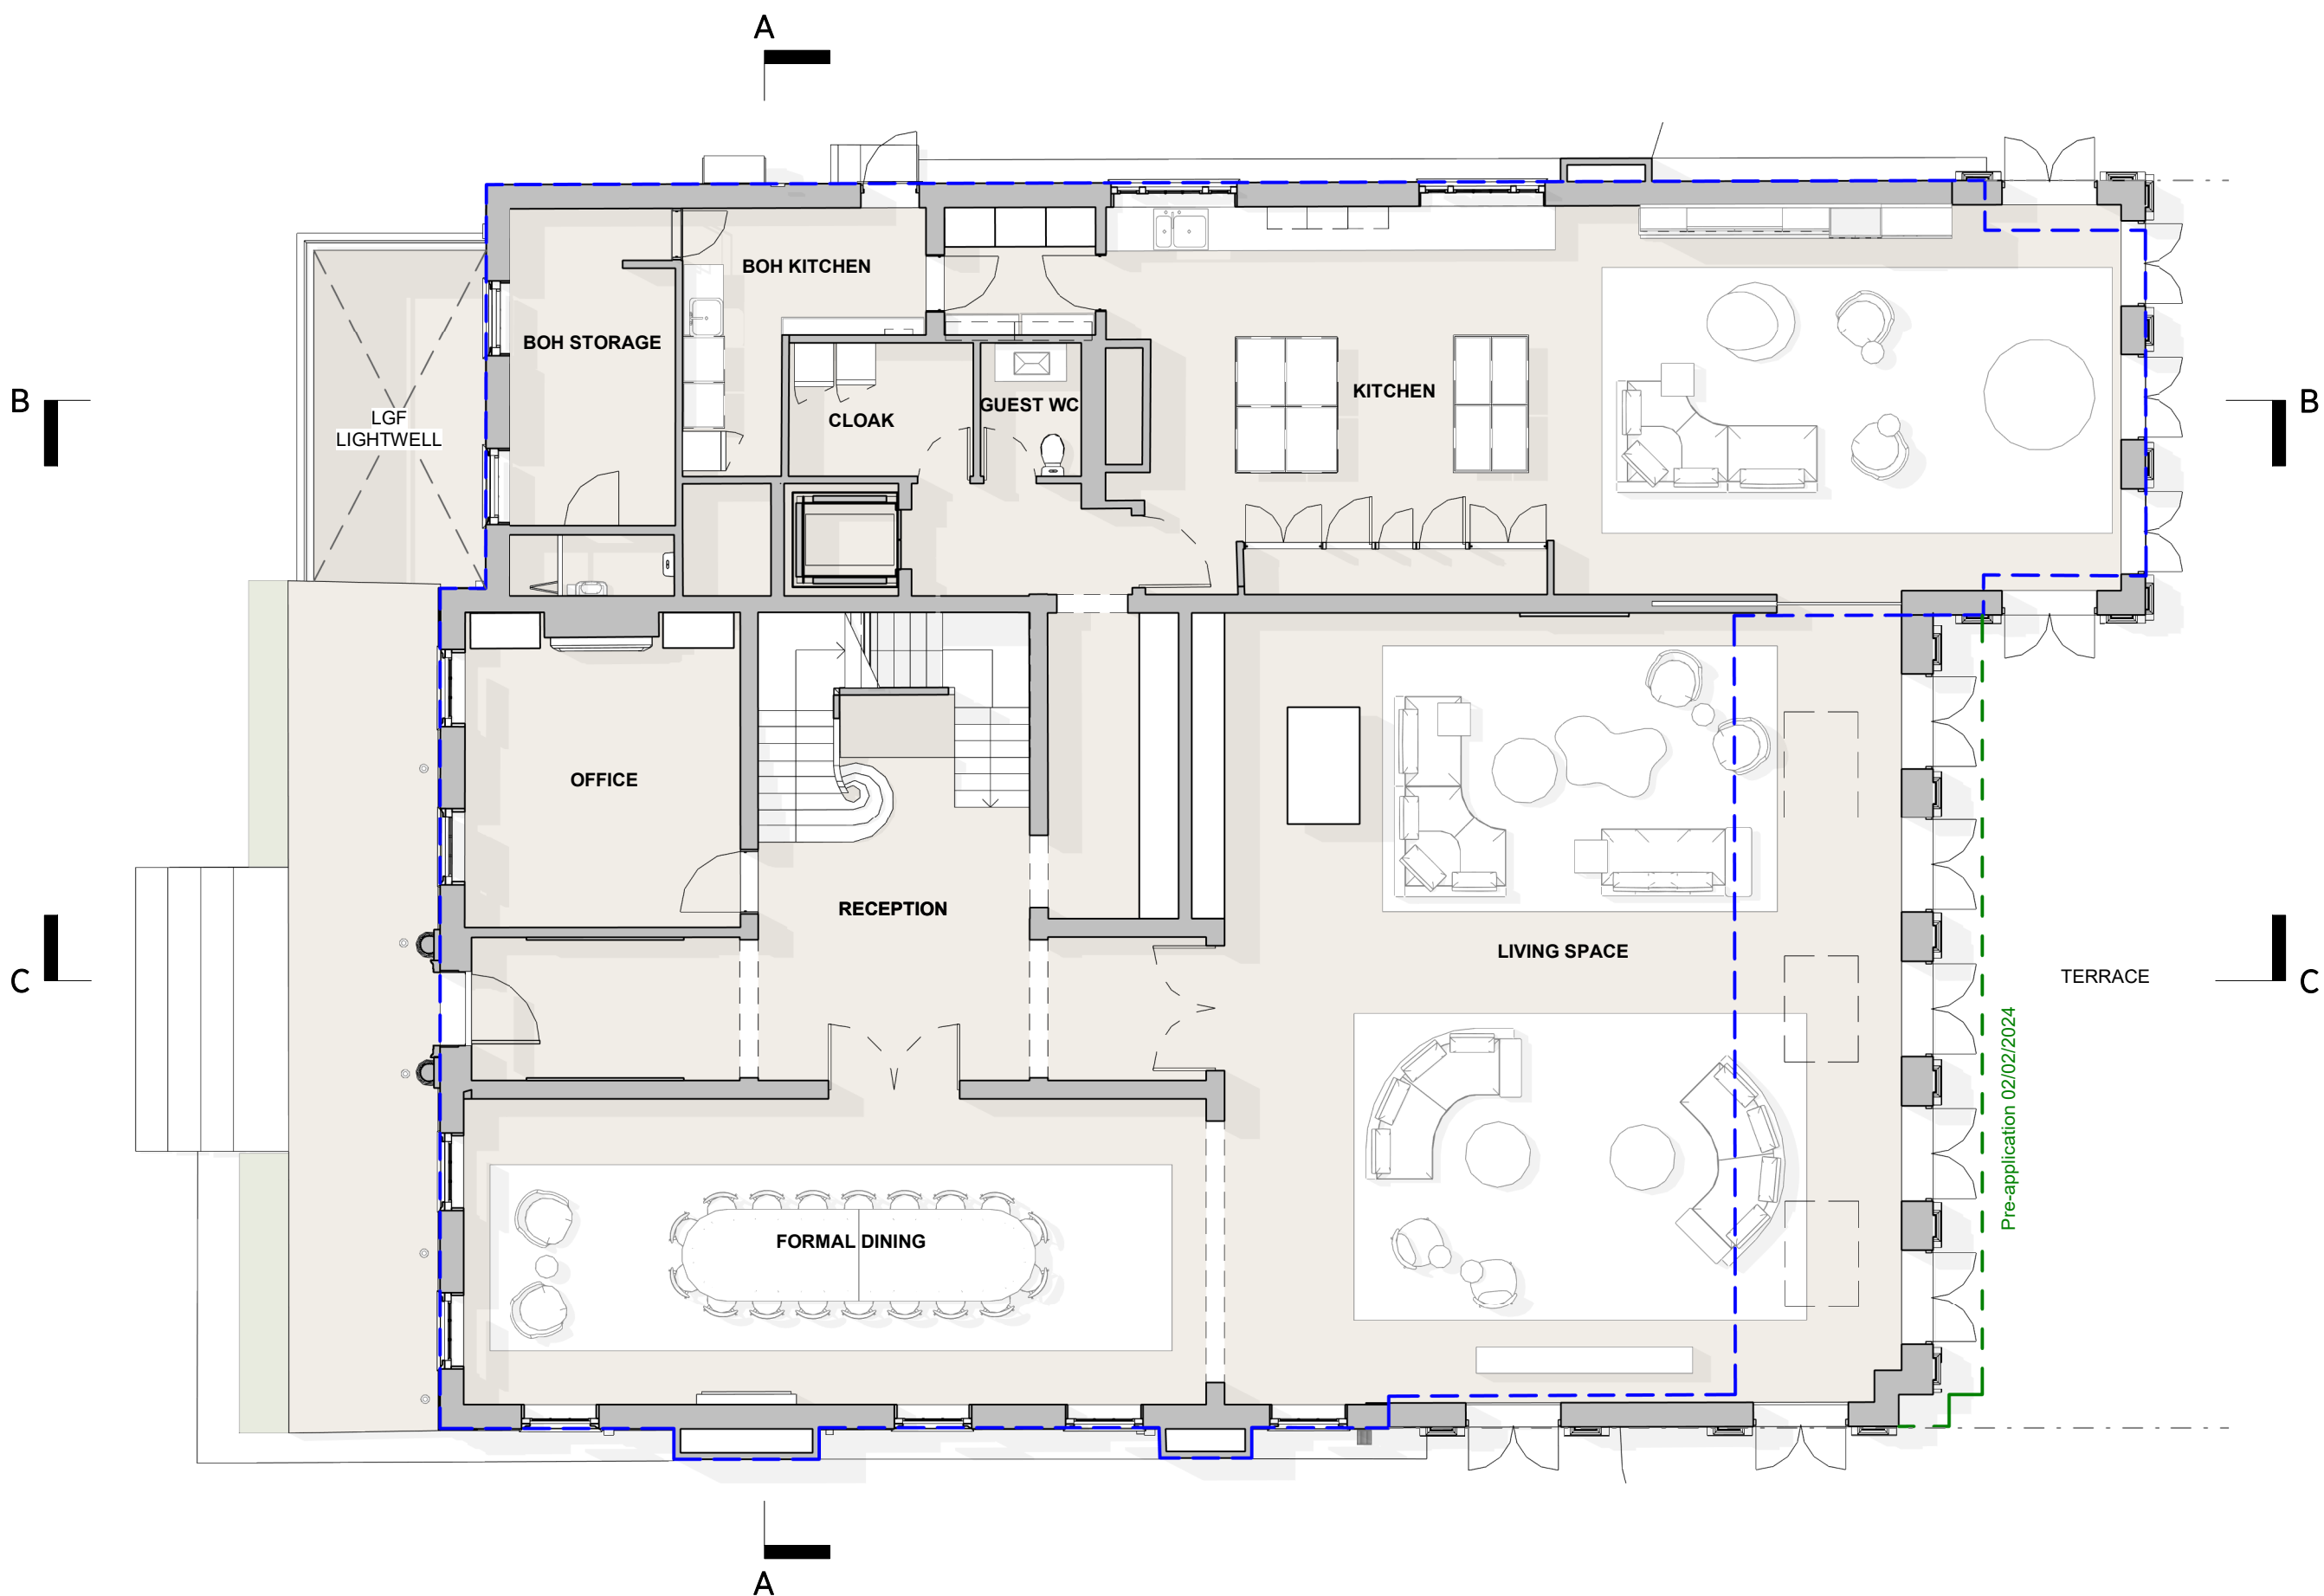 A
BOH KITCHEN
BOH STORAGE
B
KITCHEN
B
GUEST WC
LGF
LIGHTWELL
CLOAK
OFFICE
RECEPTION
LIVING SPACE
C
TERRACE
C
Pre-application 02/02/2024
FORMAL DINING
A